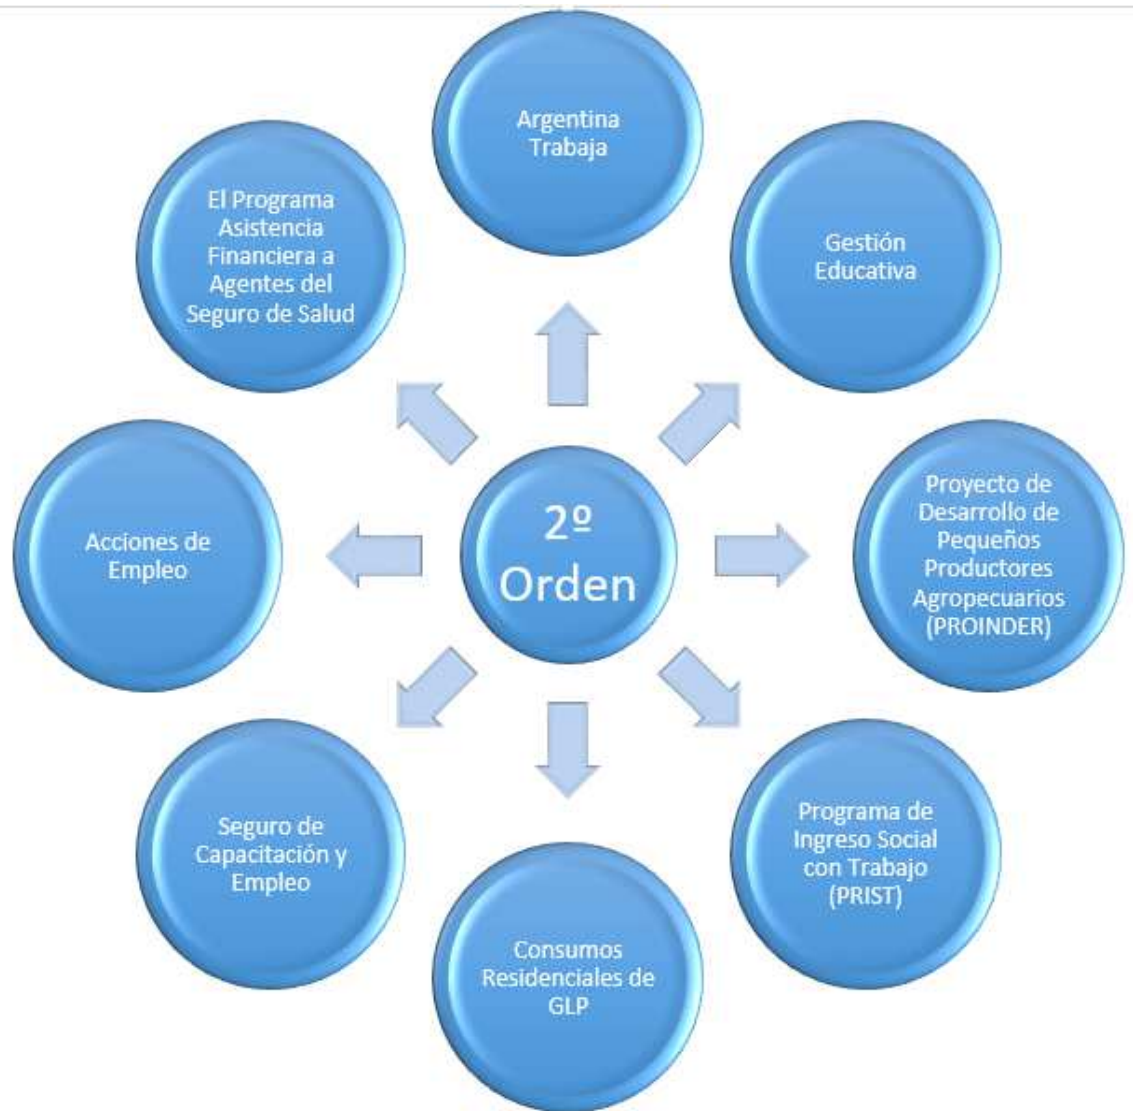 Argentina
Trabaja
Gestión
Educativa
Proyecto de
Desarrollo de
Pequeños
Productores
Agropecuarios
(PROINDER)
Programa de
Ingreso Social
con Trabajo
(PRIST)
Consumos
Residenciales de
GLP
Seguro de
Capacitación y
Empleo
Acciones de
Empleo
El Programa
Asistencia
Financiera a
Agentes del
Seguro de Salud
2º
Orden